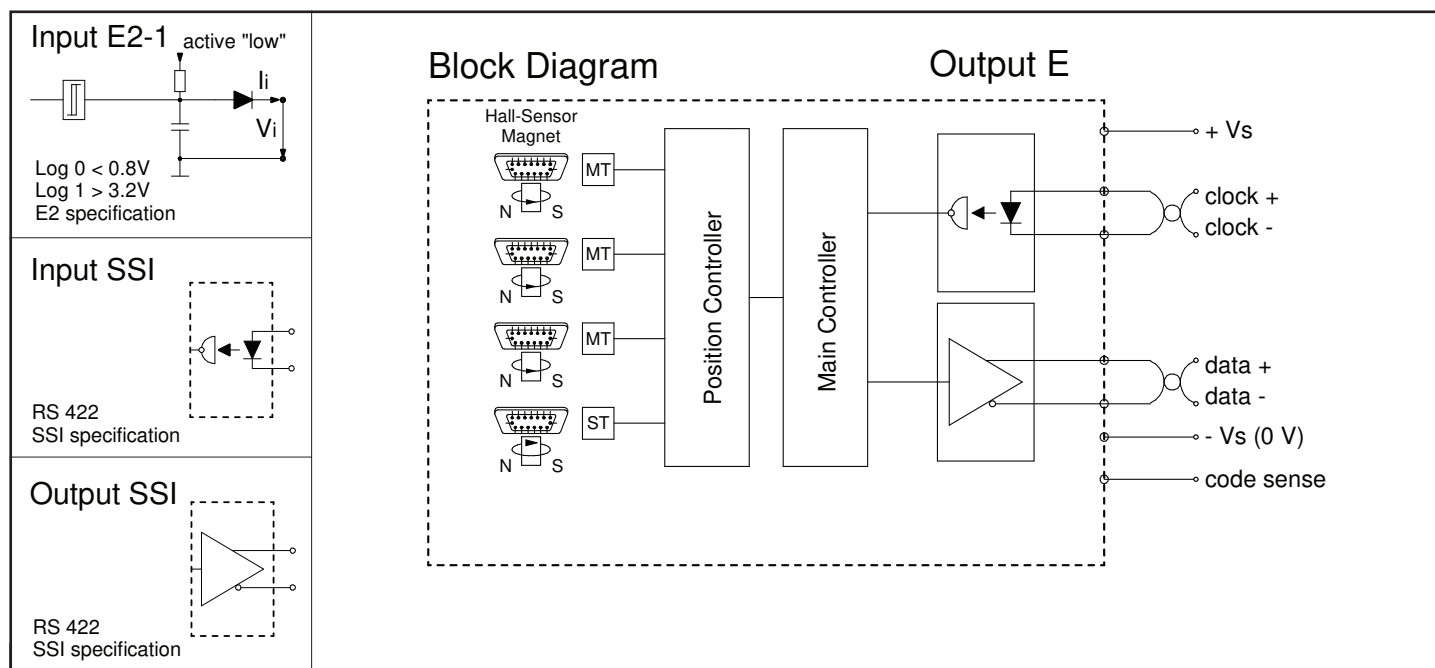 Input E2-1
active "low"
Ii
Vi
Log 0 < 0.8V
Log 1 > 3.2V
E2 specification
Input SSI
RS 422
SSI specification
Output SSI
RS 422
SSI specification
Block Diagram
Output E
Hall-Sensor
Magnet
MT
N S
MT
N S
MT
N S
ST
N S
Position Controller
Main Controller
+ Vs
clock +
clock -
data +
data -
- Vs (0 V)
code sense